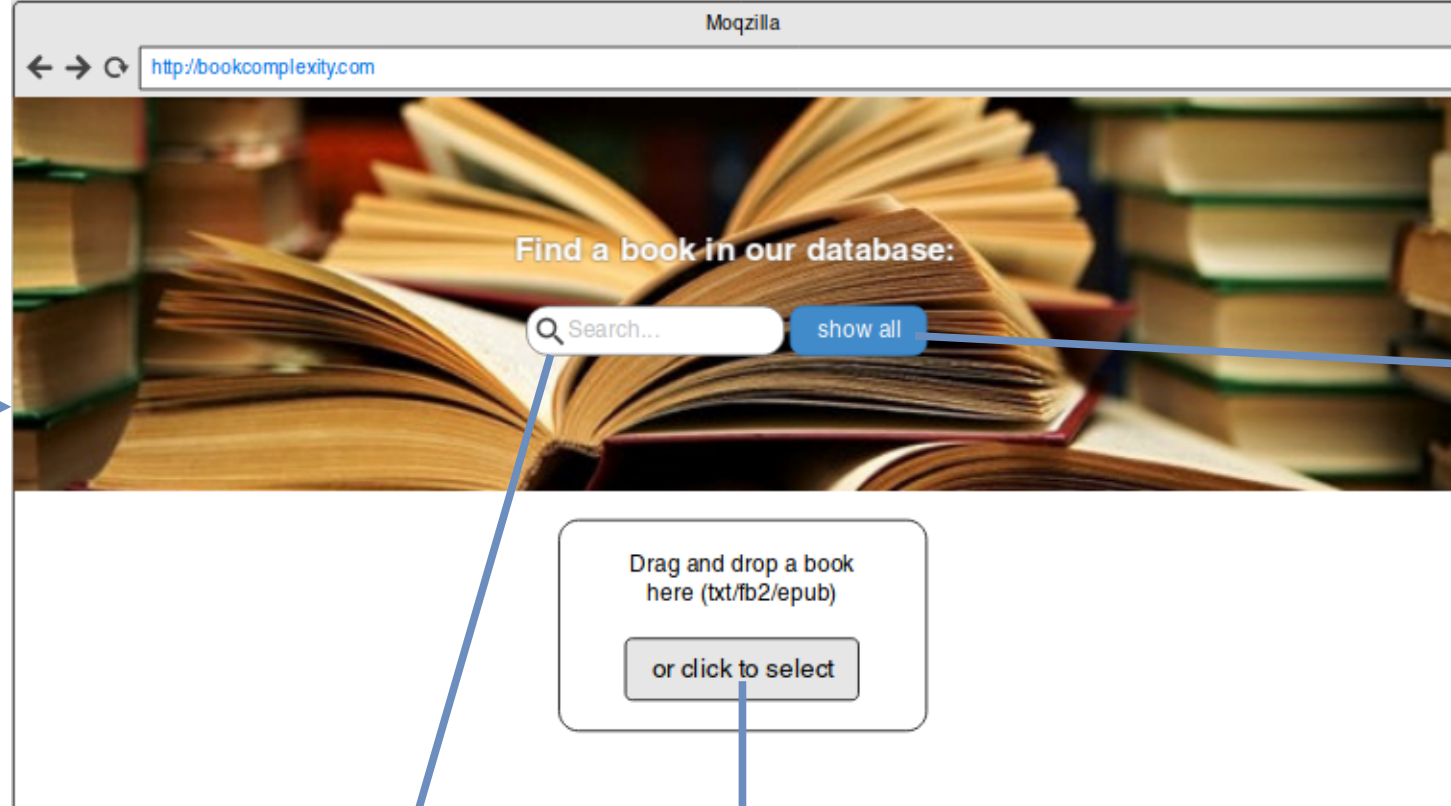 Moqzilla
http://bookcomplexity.com
Find a book in our database:
Search...
show all
Drag and drop a book
here (txt/fb2/epub)
or click to select